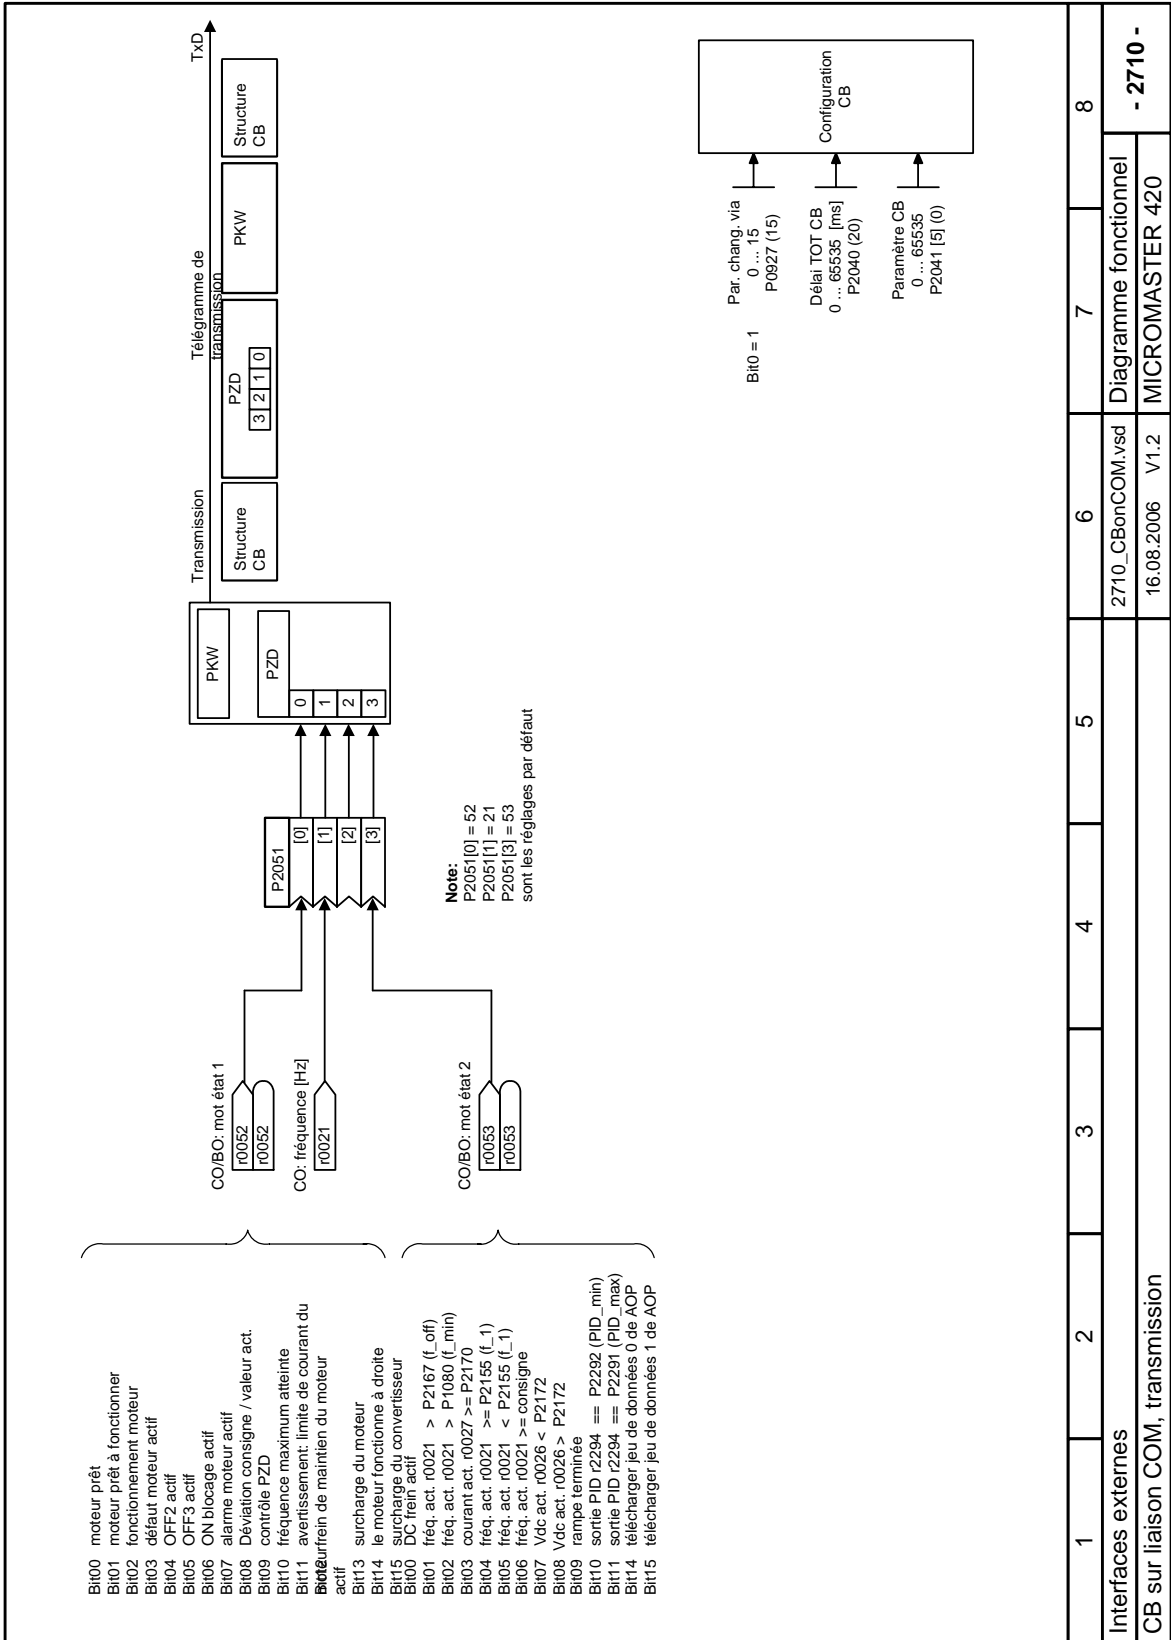 Bit00 moteur prêt
Bit01 moteur prêt à fonctionner
Bit02 fonctionnement moteur
Bit03 défaut moteur actif
Bit04 OFF2 actif
Bit05 OFF3 actif
Bit06 ON blocage actif
Bit07 alarme moteur actif
Bit08 Déviation consigne / valeur act.
Bit09 contrôle PZD
Bit10 fréquence maximum atteinte
Bit11 avertissement: limite de courant du
moteur
Bit12 frein de maintien du moteur
actif
Bit13 surcharge du moteur
Bit14 le moteur fonctionne à droite
Bit15 surcharge du convertisseur
Bit00 DC frein actif
Bit01 fréq. act. r0021 > P2167 (f_off)
Bit02 fréq. act. r0021 > P1080 (f_min)
Bit03 courant act. r0027 >= P2170
Bit04 fréq. act. r0021 >= P2155 (f_1)
Bit05 fréq. act. r0021 < P2155 (f_1)
Bit06 fréq. act. r0021 >= consigne
Bit07 Vdc act. r0026 < P2172
Bit08 Vdc act. r0026 > P2172
Bit09 rampe terminée
Bit10 sortie PID r2294 == P2292 (PID_min)
Bit11 sortie PID r2294 == P2291 (PID_max)
Bit14 télécharger jeu de données 0 de AOP
Bit15 télécharger jeu de données 1 de AOP
CO/BO: mot état 1
r0052
r0052
CO: fréquence [Hz]
r0021
CO/BO: mot état 2
r0053
r0053
P2051
[0]
[1]
[2]
[3]
Note:
P2051[0] = 52
P2051[1] = 21
P2051[3] = 53
sont les réglages par défaut
PKW
PZD
0
1
2
3
Transmission
Télégramme de
transmission
TxD
Structure
CB
PZD
3 2 1 0
PKW
Structure
CB
Par. chang. via
0 ... 15
P0927 (15)
Bit0 = 1
Délai TOT CB
0 ... 65535 [ms]
P2040 (20)
Paramètre CB
0 ... 65535
P2041 [5] (0)
Configuration
CB
1 2 3 4 5 6 7 8
Interfaces externes
2710_CBonCOM.vsd
Diagramme fonctionnel
- 2710 -
CB sur liaison COM, transmission
16.08.2006 V1.2
MICROMASTER 420